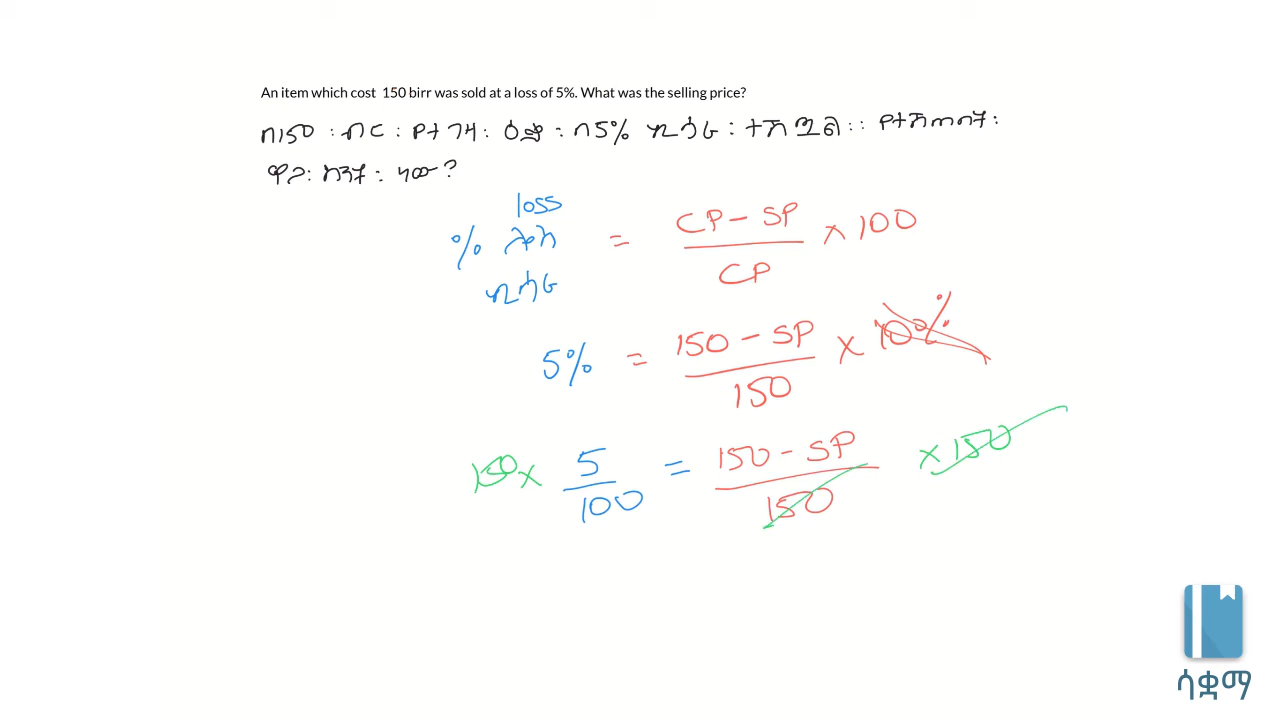 An item which cost 150 birr was sold at a loss of 5%. What was the selling price?
በ150 ፡ ብር ፡ የተገዛ ፡ ዕቃ ፡ በ5% ኪሳራ ፡ ተሸጧል ፡፡ የተሸጠበት ፡
ዋጋ ፡ ስንት ፡ ነው ?
loss
% = CP - SP × 100
CP
ኪሳራ
5% = 150 - SP × 100%
150
150 × 5 = 150 - SP × 150
100 150
ሳቋማ